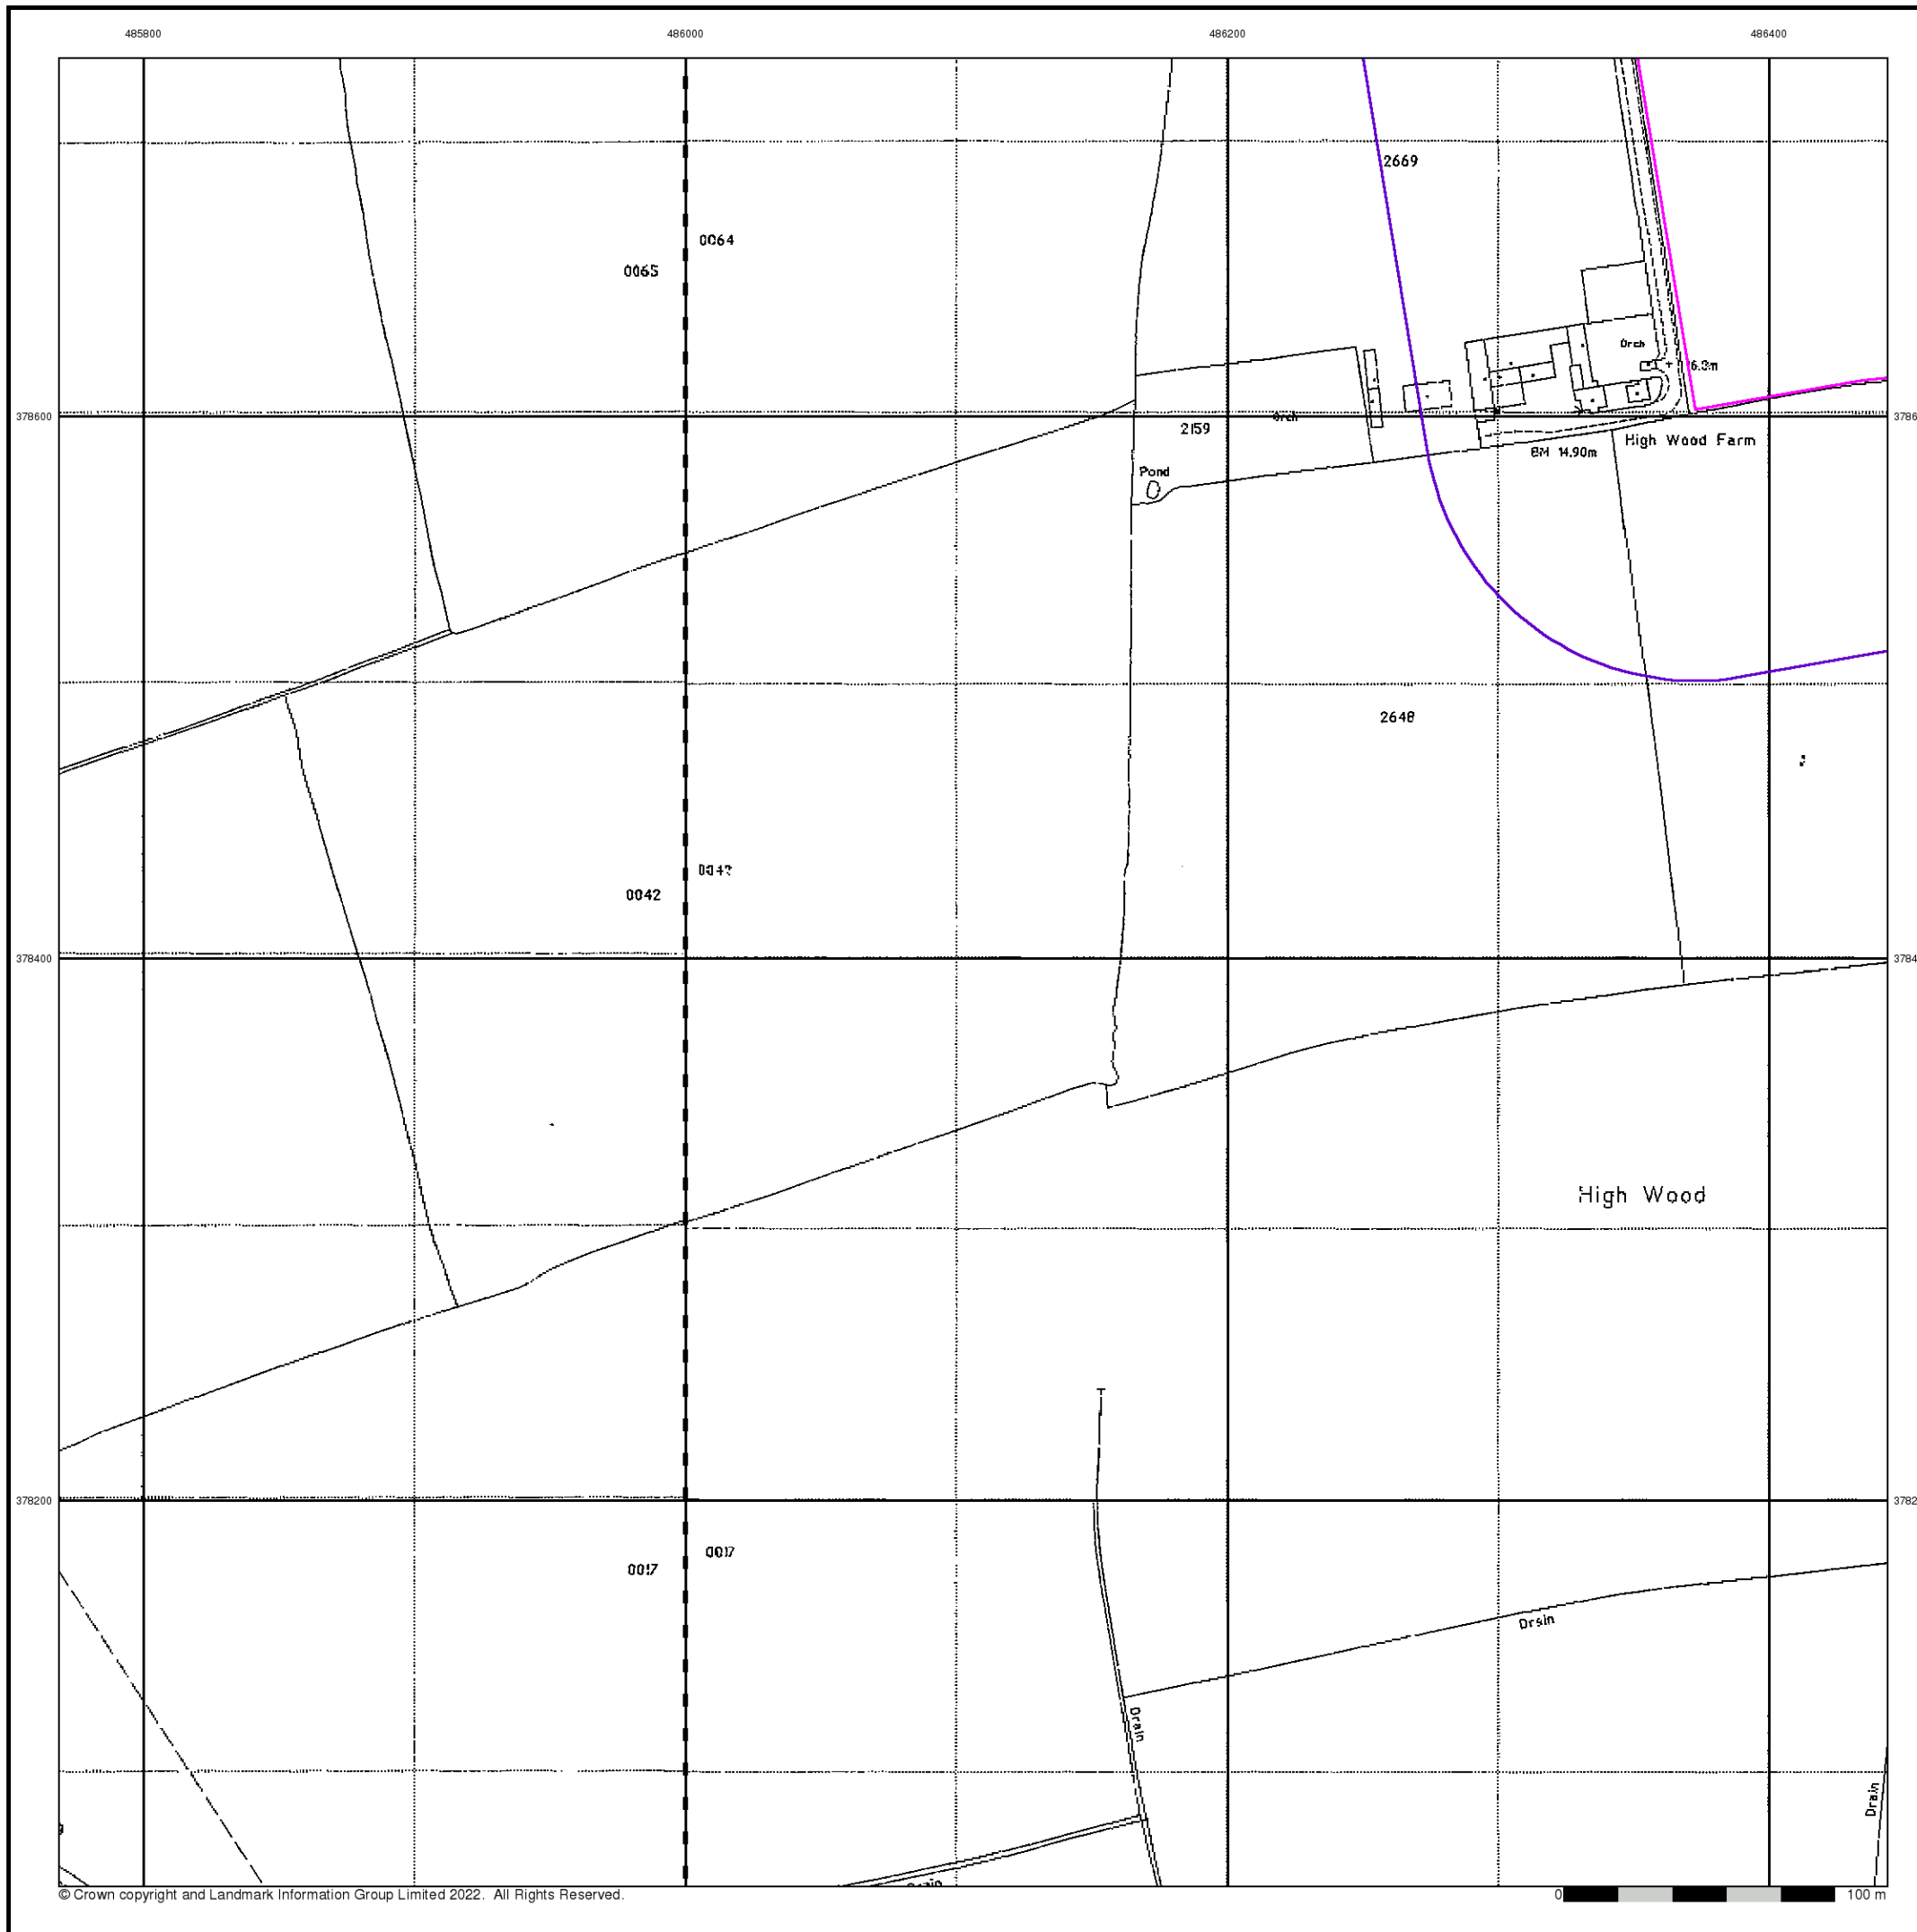 485800 486000 486200 486400
2669
0064
0065
Orch
6.3m
Orch
378600
2159
High Wood Farm
BM 14.90m
Pond
2648
0042
378400
High Wood
378200
0017
0017
Drain
Drain
Drain
© Crown copyright and Landmark Information Group Limited 2022. All Rights Reserved.
0 100 m